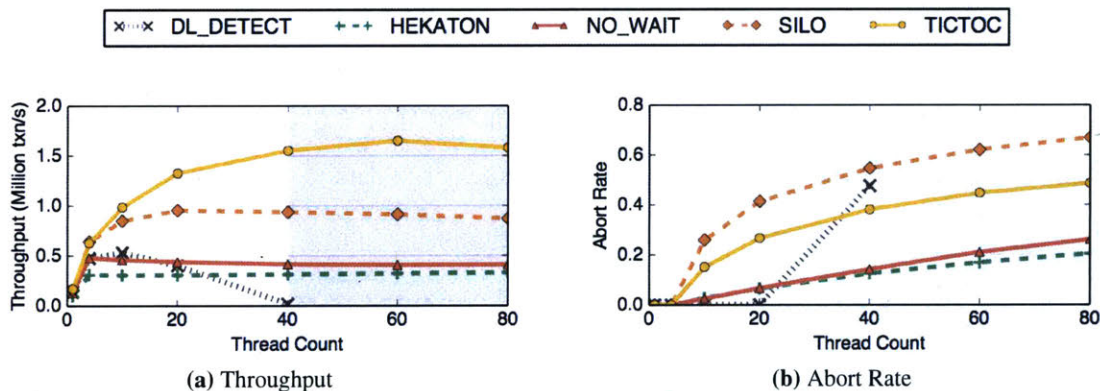 DL_DETECT HEKATON NO_WAIT SILO TICTOC
Throughput (Million txn/s)
2.0
1.5
1.0
0.5
0.0
0 20 40 60 80
Thread Count
(a) Throughput
Abort Rate
0.8
0.6
0.4
0.2
0.0
0 20 40 60 80
Thread Count
(b) Abort Rate